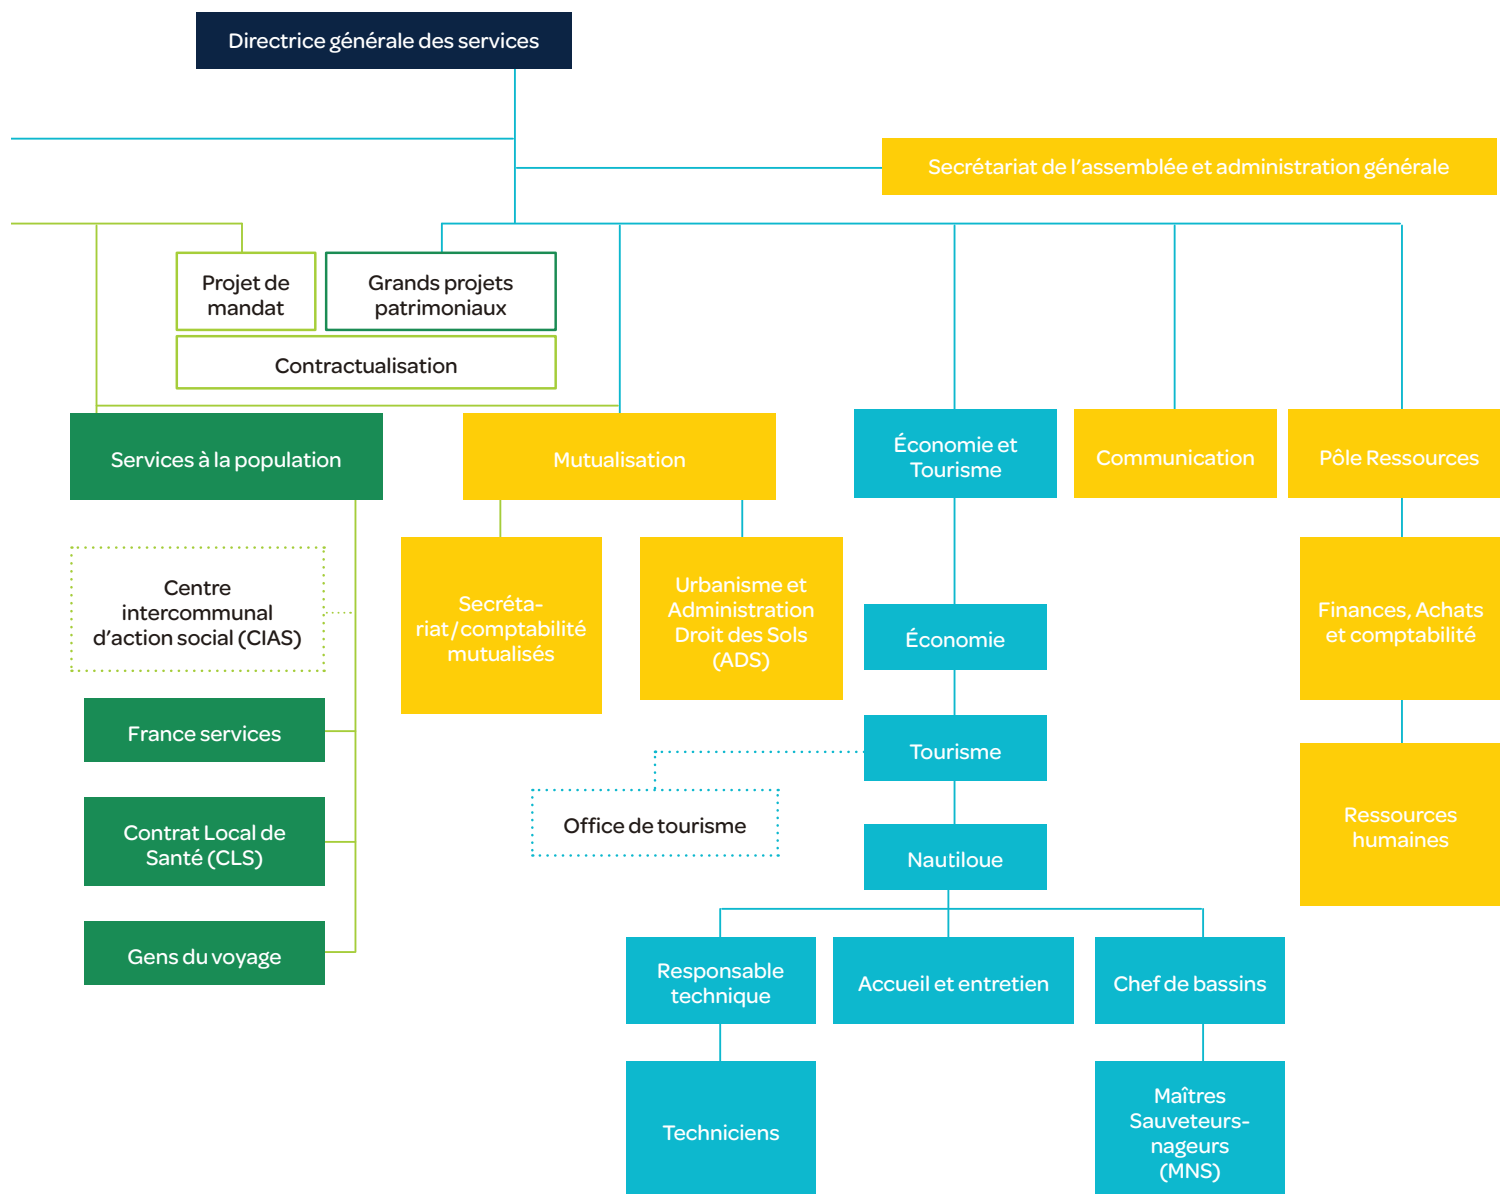 Directrice générale des services
Secrétariat de l'assemblée et administration générale
Projet de
mandat
Grands projets
patrimoniaux
Contractualisation
Services à la population
Mutualisation
Économie et
Tourisme
Communication
Pôle Ressources
Centre
intercommunal
d'action social (CIAS)
France services
Contrat Local de
Santé (CLS)
Gens du voyage
Secréta-
riat/comptabilité
mutualisés
Urbanisme et
Administration
Droit des Sols
(ADS)
Économie
Tourisme
Office de tourisme
Nautiloue
Finances, Achats
et comptabilité
Ressources
humaines
Responsable
technique
Accueil et entretien
Chef de bassins
Techniciens
Maîtres
Sauveteurs-
nageurs
(MNS)